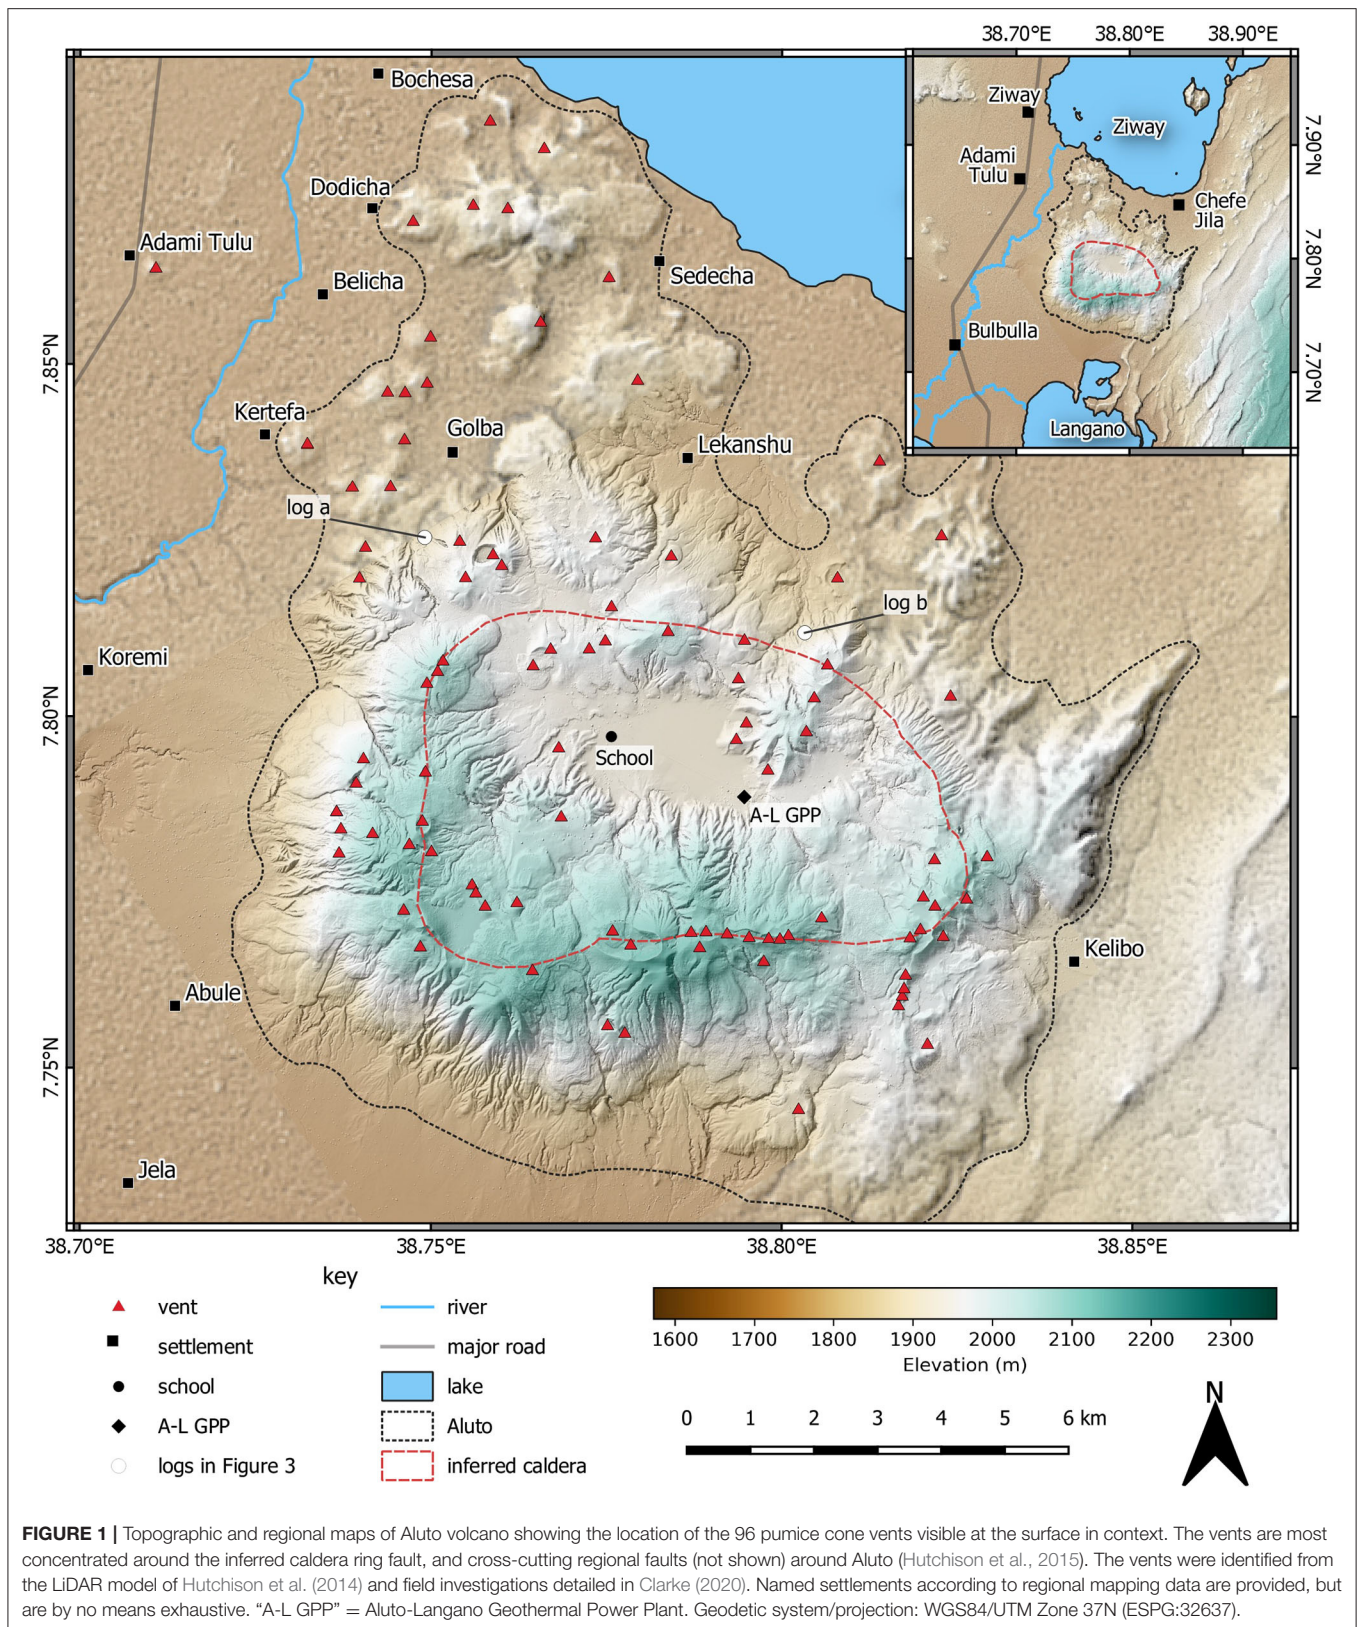 38.70°E 38.80°E 38.90°E
Bochesa
Ziway
Ziway
7.90°N
Adami
Tulu
Dodicha
Chefe
Jila
Adami Tulu
7.80°N
Sedecha
Belicha
Bulbulla
7.85°N
7.70°N
Kertefa
Golba
Langano
Lekanshu
log a
log b
Koremi
7.80°N
School
A-L GPP
Kelibo
Abule
7.75°N
Jela
38.70°E 38.75°E 38.80°E 38.85°E
key
vent
settlement
school
A-L GPP
logs in Figure 3
river
major road
lake
Aluto
inferred caldera
1600 1700 1800 1900 2000 2100 2200 2300
Elevation (m)
N
0 1 2 3 4 5 6 km
FIGURE 1 | Topographic and regional maps of Aluto volcano showing the location of the 96 pumice cone vents visible at the surface in context. The vents are most
concentrated around the inferred caldera ring fault, and cross-cutting regional faults (not shown) around Aluto (Hutchison et al., 2015). The vents were identified from
the LiDAR model of Hutchison et al. (2014) and field investigations detailed in Clarke (2020). Named settlements according to regional mapping data are provided, but
are by no means exhaustive. “A-L GPP” = Aluto-Langano Geothermal Power Plant. Geodetic system/projection: WGS84/UTM Zone 37N (ESPG:32637).